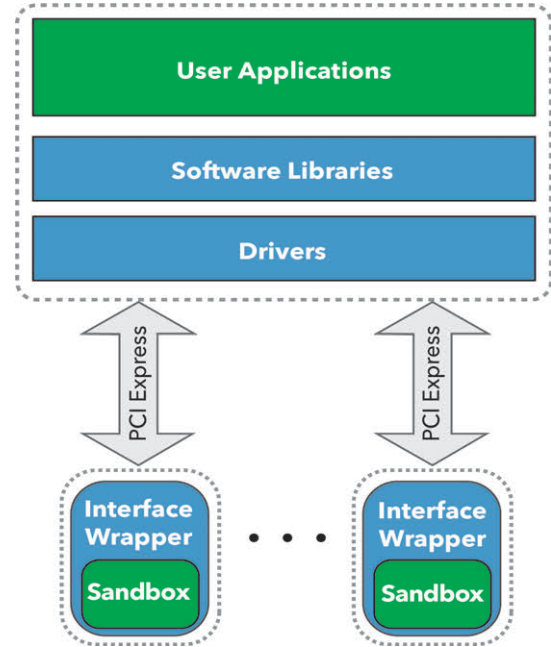 User Applications
Software Libraries
Drivers
PCI Express
PCI Express
Interface
Wrapper
Sandbox
Interface
Wrapper
Sandbox